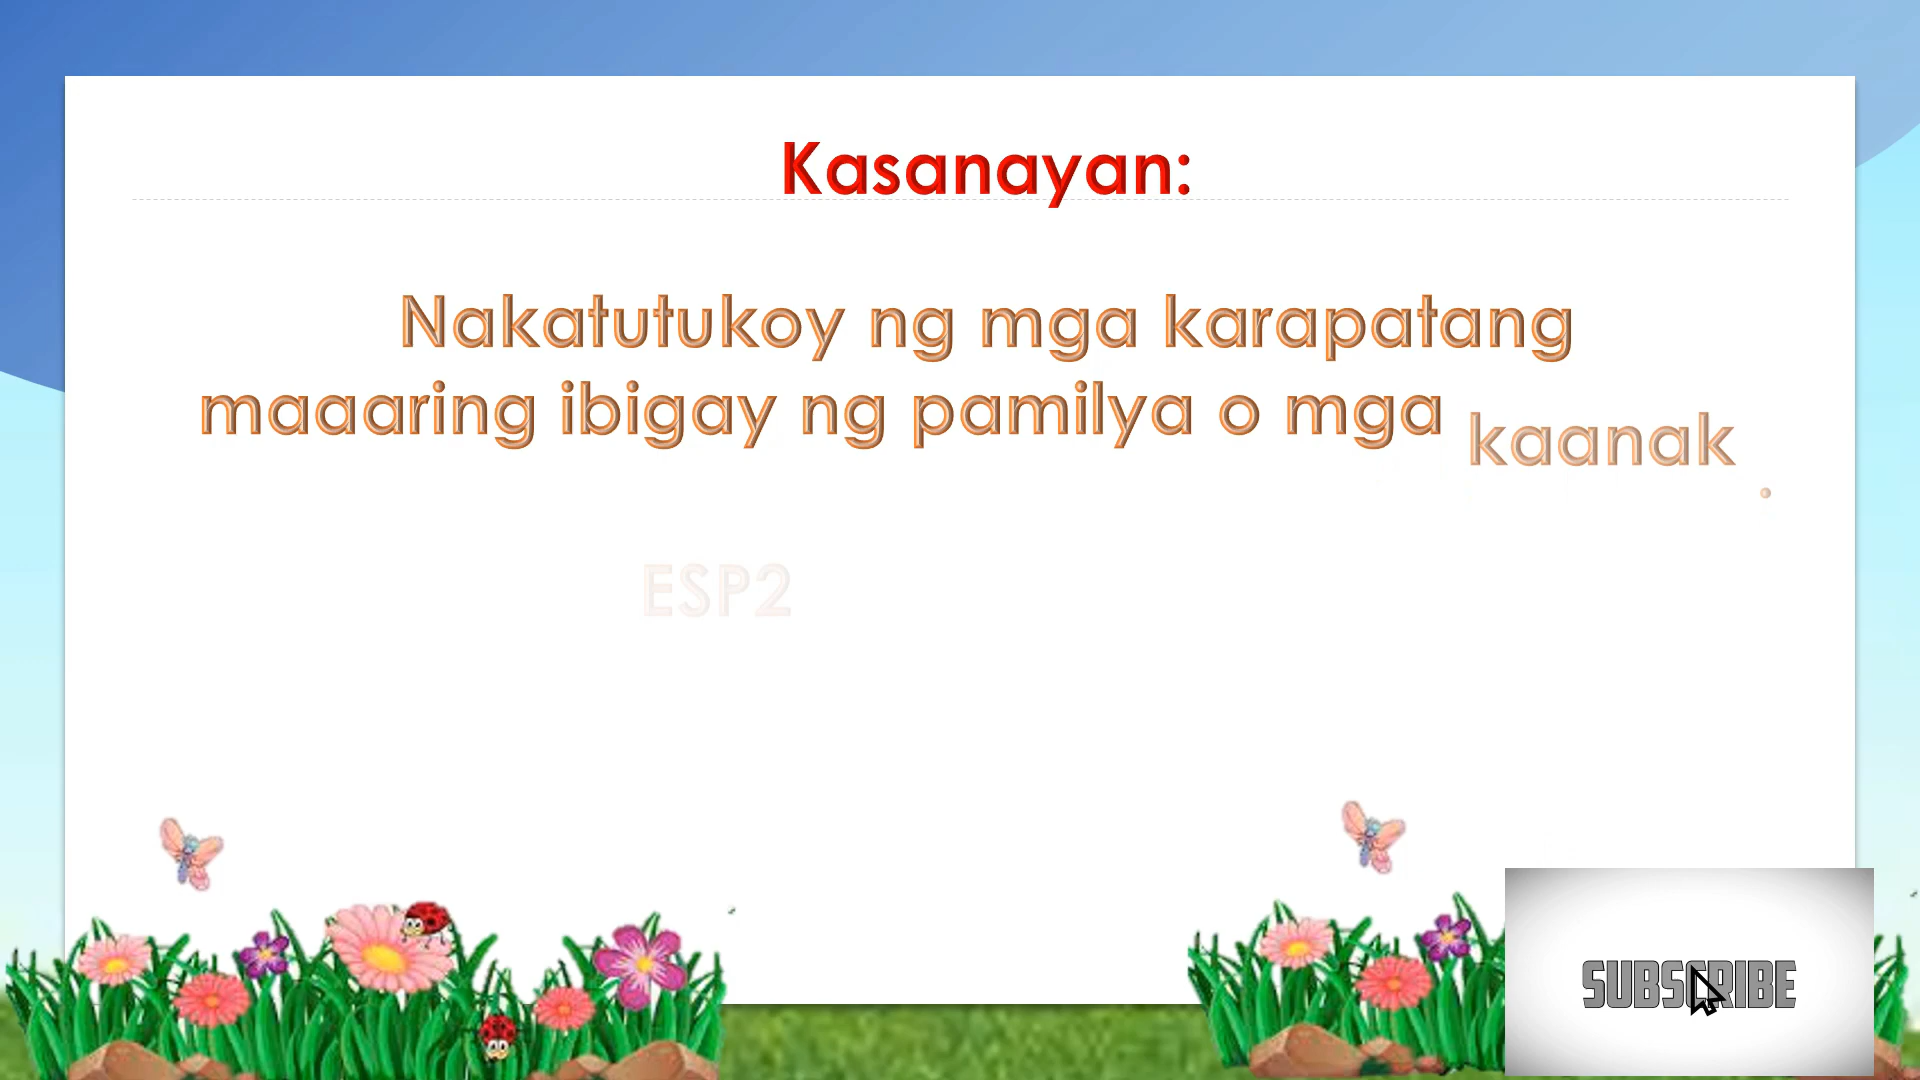 Kasanayan:
Nakatutukoy ng mga karapatang
maaaring ibigay ng pamilya o mga kaanak.
ESP2
SUBSCRIBE